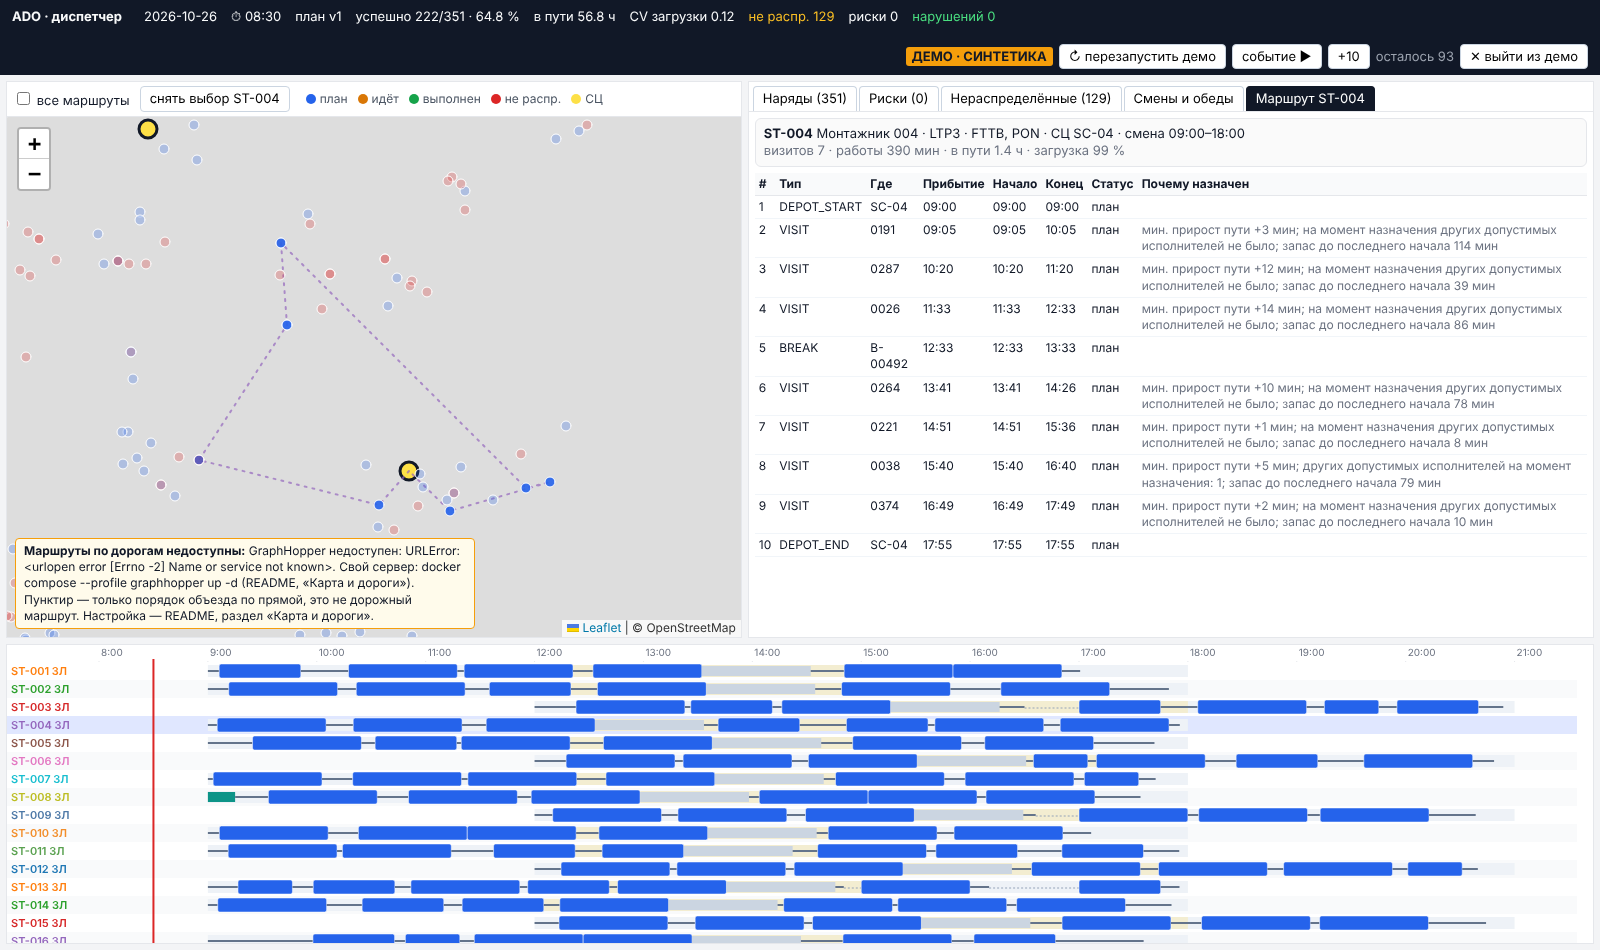 ADO · диспетчер 2026-10-26 ⏱ 08:30 план v1 успешно 222/351 · 64.8 % в пути 56.8 ч CV загрузки 0.12 не распр. 129 риски 0 нарушений 0
ДЕМО · СИНТЕТИКА ↻ перезапустить демо событие ▶ +10 осталось 93 ✕ выйти из демо
все маршруты снять выбор ST-004 план идёт выполнен не распр. СЦ
Наряды (351) Риски (0) Нераспределённые (129) Смены и обеды Маршрут ST-004
+
−
ST-004 Монтажник 004 · LTP3 · FTTB, PON · СЦ SC-04 · смена 09:00–18:00
визитов 7 · работы 390 мин · в пути 1.4 ч · загрузка 99 %
# Тип Где Прибытие Начало Конец Статус Почему назначен
1 DEPOT_START SC-04 09:00 09:00 09:00 план
2 VISIT 0191 09:05 09:05 10:05 план мин. прирост пути +3 мин; на момент назначения других допустимых
исполнителей не было; запас до последнего начала 114 мин
3 VISIT 0287 10:20 10:20 11:20 план мин. прирост пути +12 мин; на момент назначения других допустимых
исполнителей не было; запас до последнего начала 39 мин
4 VISIT 0026 11:33 11:33 12:33 план мин. прирост пути +14 мин; на момент назначения других допустимых
исполнителей не было; запас до последнего начала 86 мин
5 BREAK B-
00492 12:33 12:33 13:33 план
6 VISIT 0264 13:41 13:41 14:26 план мин. прирост пути +10 мин; на момент назначения других допустимых
исполнителей не было; запас до последнего начала 78 мин
7 VISIT 0221 14:51 14:51 15:36 план мин. прирост пути +1 мин; на момент назначения других допустимых
исполнителей не было; запас до последнего начала 8 мин
8 VISIT 0038 15:40 15:40 16:40 план мин. прирост пути +5 мин; других допустимых исполнителей на момент
назначения: 1; запас до последнего начала 79 мин
9 VISIT 0374 16:49 16:49 17:49 план мин. прирост пути +2 мин; на момент назначения других допустимых
исполнителей не было; запас до последнего начала 10 мин
10 DEPOT_END SC-04 17:55 17:55 17:55 план
Маршруты по дорогам недоступны: GraphHopper недоступен: URLError:
<urlopen error [Errno -2] Name or service not known>. Свой сервер: docker
compose --profile graphhopper up -d (README, «Карта и дороги»).
Пунктир — только порядок объезда по прямой, это не дорожный
маршрут. Настройка — README, раздел «Карта и дороги».
Leaflet | © OpenStreetMap
8:00 9:00 10:00 11:00 12:00 13:00 14:00 15:00 16:00 17:00 18:00 19:00 20:00 21:00
ST-001 3Л
ST-002 3Л
ST-003 3Л
ST-004 3Л
ST-005 3Л
ST-006 3Л
ST-007 3Л
ST-008 3Л
ST-009 3Л
ST-010 3Л
ST-011 3Л
ST-012 3Л
ST-013 3Л
ST-014 3Л
ST-015 3Л
ST-016 3Л